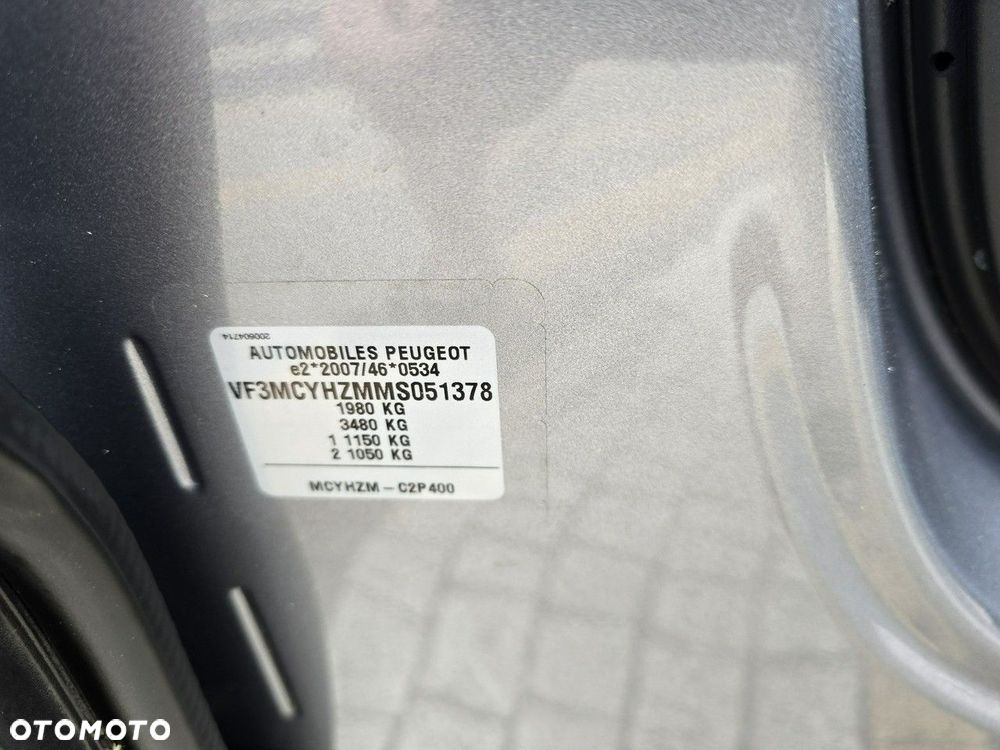 200604714
AUTOMOBILES PEUGEOT
e2*2007/46*0534
VF3MCYHZMMS051378
1980 KG
3480 KG
1 1150 KG
2 1050 KG
MCYHZM - C2P400
OTOMOTO